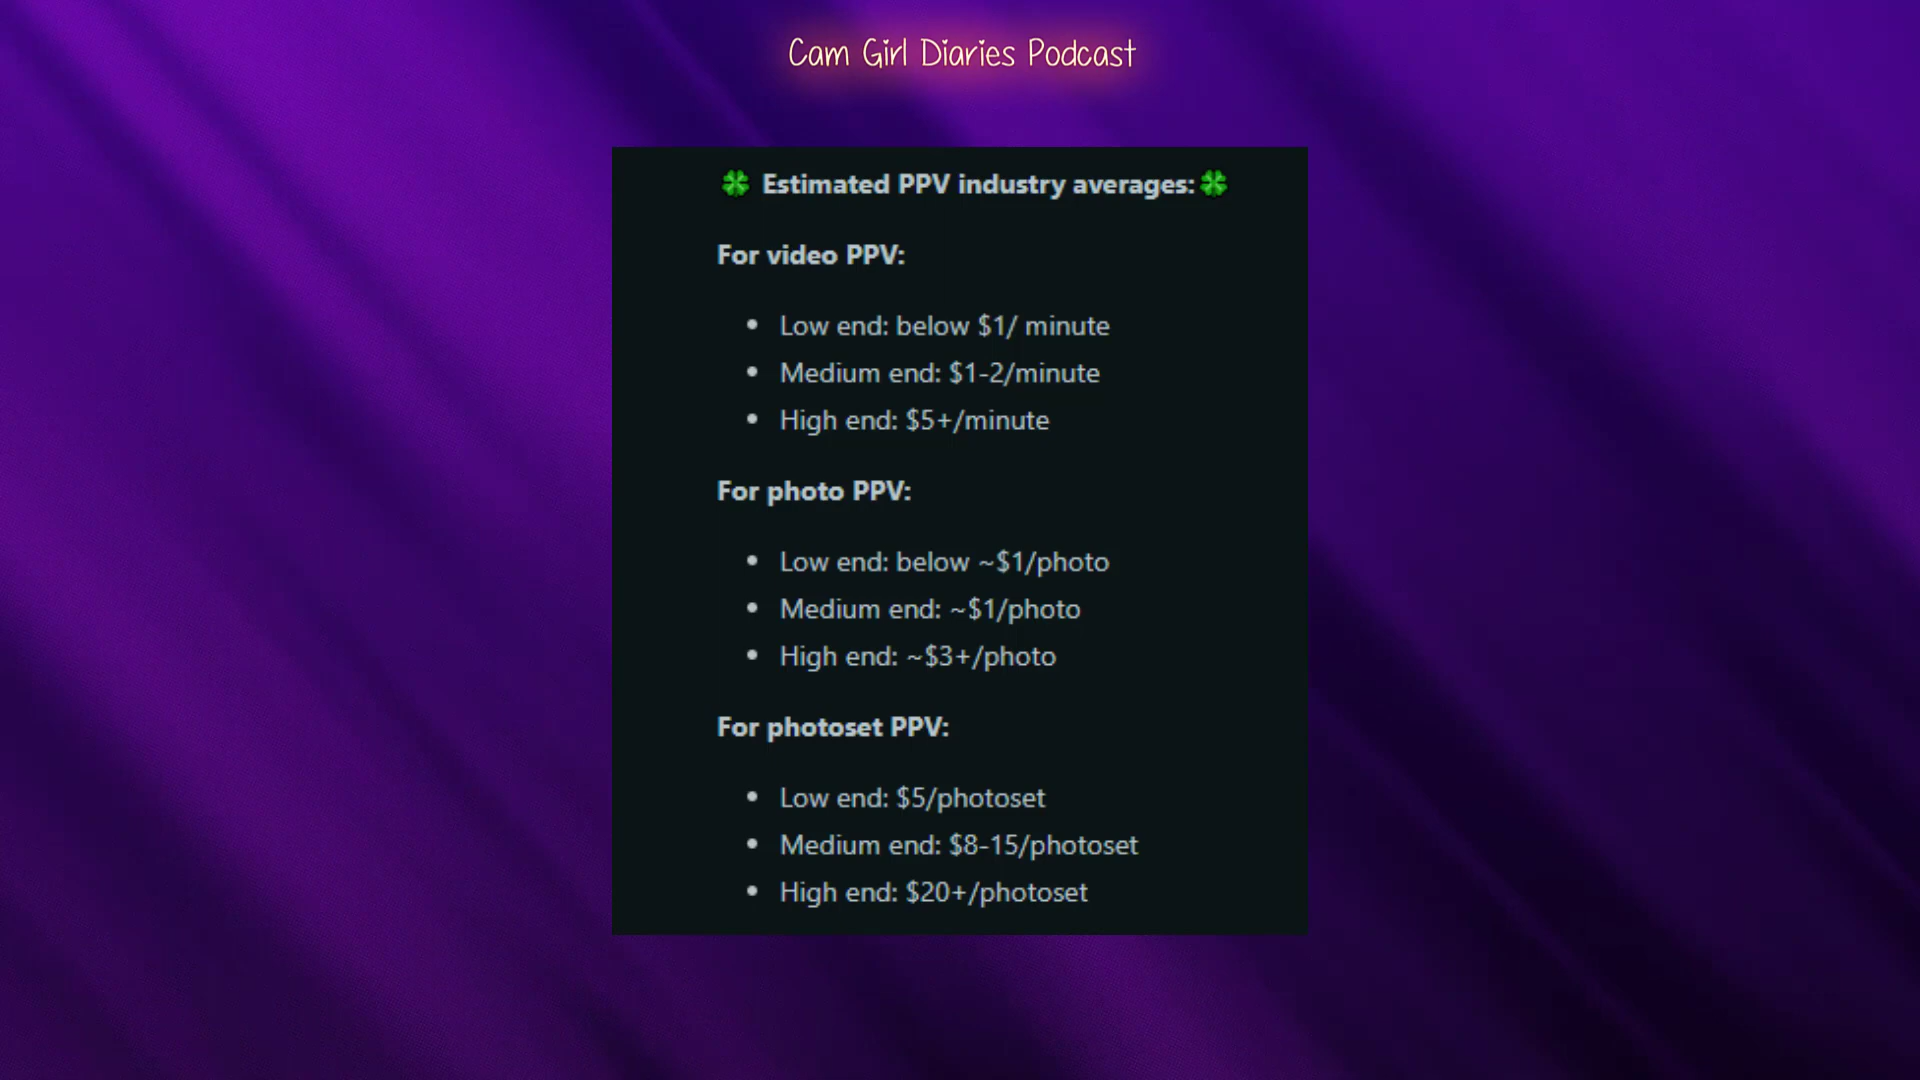 Cam Girl Diaries Podcast
🍀 Estimated PPV industry averages:🍀
For video PPV:
• Low end: below $1/ minute
• Medium end: $1-2/minute
• High end: $5+/minute
For photo PPV:
• Low end: below ~$1/photo
• Medium end: ~$1/photo
• High end: ~$3+/photo
For photoset PPV:
• Low end: $5/photoset
• Medium end: $8-15/photoset
• High end: $20+/photoset